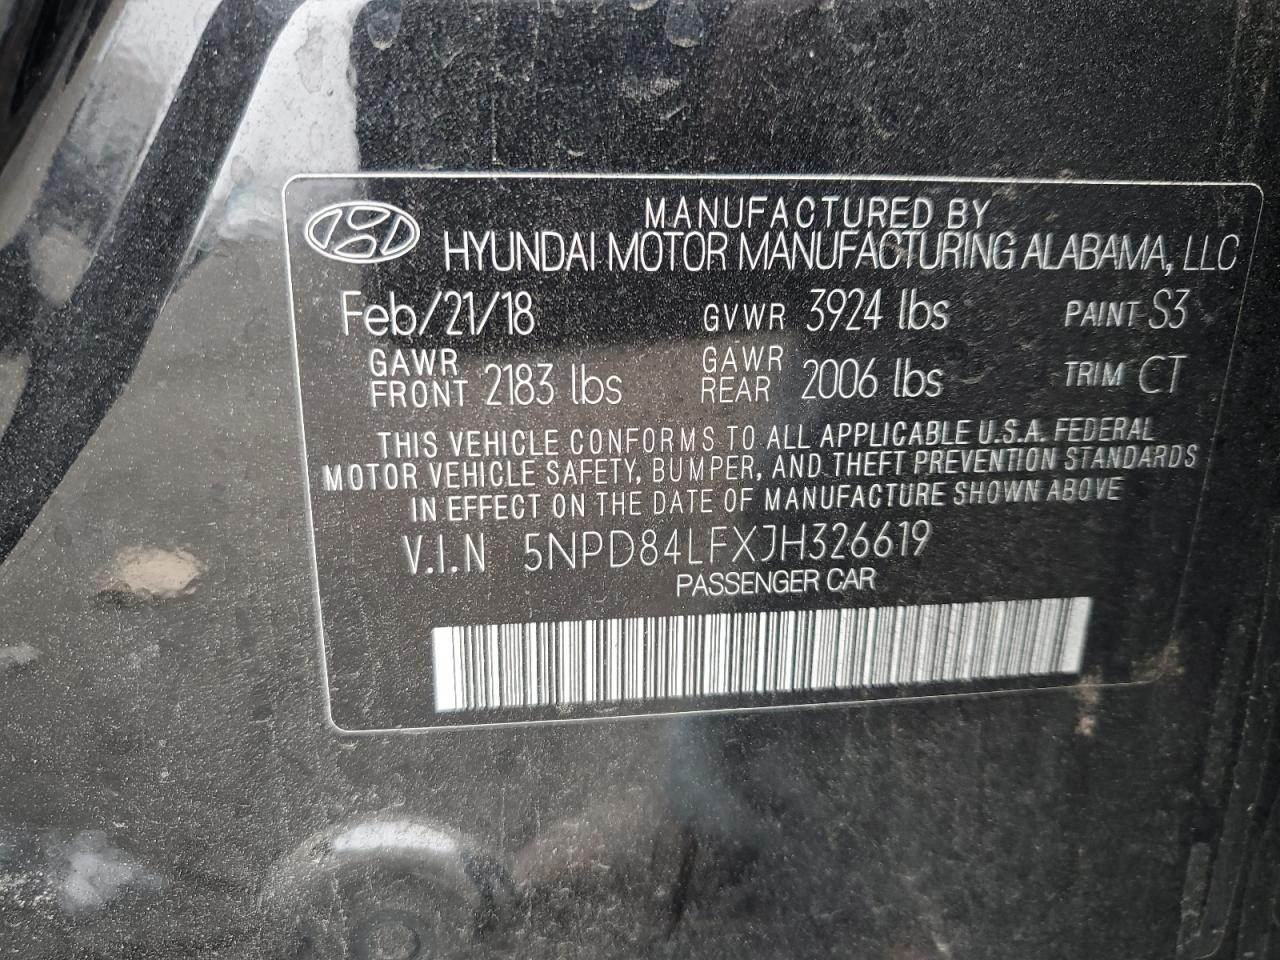 MANUFACTURED BY
HYUNDAI MOTOR MANUFACTURING ALABAMA, LLC
Feb/21/18 GVWR 3924 lbs PAINT S3
GAWR FRONT 2183 lbs GAWR REAR 2006 lbs TRIM CT
THIS VEHICLE CONFORMS TO ALL APPLICABLE U.S.A. FEDERAL
MOTOR VEHICLE SAFETY, BUMPER, AND THEFT PREVENTION STANDARDS
IN EFFECT ON THE DATE OF MANUFACTURE SHOWN ABOVE
V.I.N 5NPD84LFXJH326619
PASSENGER CAR